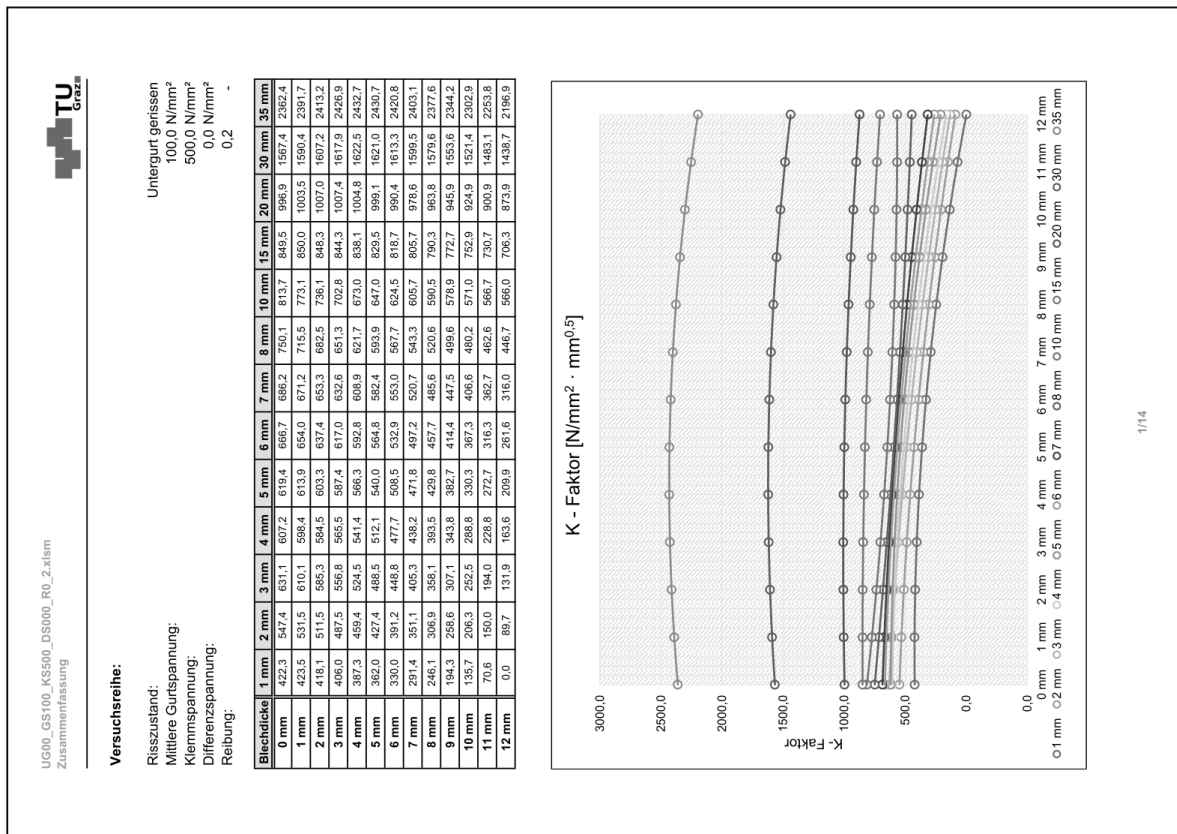 UG00_GS100_KS500_DS000_R0_2.xlsm
Zusammenfassung
TU
Graz
Versuchsreihe:
Risszustand: Untergurt gerissen
Mittlere Gurtspannung: 100,0 N/mm²
Klemmspannung: 500,0 N/mm²
Differenzspannung: 0,0 N/mm²
Reibung: 0,2 -
Blechdicke 1 mm 2 mm 3 mm 4 mm 5 mm 6 mm 7 mm 8 mm 10 mm 15 mm 20 mm 30 mm 35 mm
0 mm 422,3 547,4 631,1 607,2 619,4 666,7 686,2 750,1 813,7 849,5 996,9 1567,4 2362,4
1 mm 423,5 531,5 610,1 598,4 613,9 654,0 671,2 715,5 773,1 850,0 1003,5 1590,4 2391,7
2 mm 418,1 511,5 585,3 584,5 603,3 637,4 653,3 682,5 736,1 848,3 1007,0 1607,2 2413,2
3 mm 406,0 487,5 556,8 565,5 587,4 617,0 632,6 651,3 702,8 844,3 1007,4 1617,9 2426,9
4 mm 387,3 459,4 524,5 541,4 566,3 592,8 608,9 621,7 673,0 838,1 1004,8 1622,5 2432,7
5 mm 362,0 427,4 488,5 512,1 540,0 564,8 582,4 593,9 647,0 829,5 999,1 1621,0 2430,7
6 mm 330,0 391,2 448,8 477,7 508,5 532,9 553,0 567,7 624,5 818,7 990,4 1613,3 2420,8
7 mm 291,4 351,1 405,3 438,2 471,8 497,2 520,7 543,3 605,7 805,7 978,6 1599,5 2403,1
8 mm 246,1 306,9 358,1 393,5 429,8 457,7 485,6 520,6 590,5 790,3 963,8 1579,6 2377,6
9 mm 194,3 258,6 307,1 343,8 382,7 414,4 447,5 499,6 578,9 772,7 945,9 1553,6 2344,2
10 mm 135,7 206,3 252,5 288,8 330,3 367,3 406,6 480,2 571,0 752,9 924,9 1521,4 2302,9
11 mm 70,6 150,0 194,0 228,8 272,7 316,3 362,7 462,6 566,7 730,7 900,9 1483,1 2253,8
12 mm 0,0 89,7 131,9 163,6 209,9 261,6 316,0 446,7 566,0 706,3 873,9 1438,7 2196,9
K - Faktor [N/mm² · mm⁰,⁵]
K - Faktor
3000,0
2500,0
2000,0
1500,0
1000,0
500,0
0,0
0,0
0 mm 1 mm 2 mm 3 mm 4 mm 5 mm 6 mm 7 mm 8 mm 9 mm 10 mm 11 mm 12 mm
1 mm 2 mm 3 mm 4 mm 5 mm 6 mm 7 mm 8 mm 10 mm 15 mm 20 mm 30 mm 35 mm
1/14